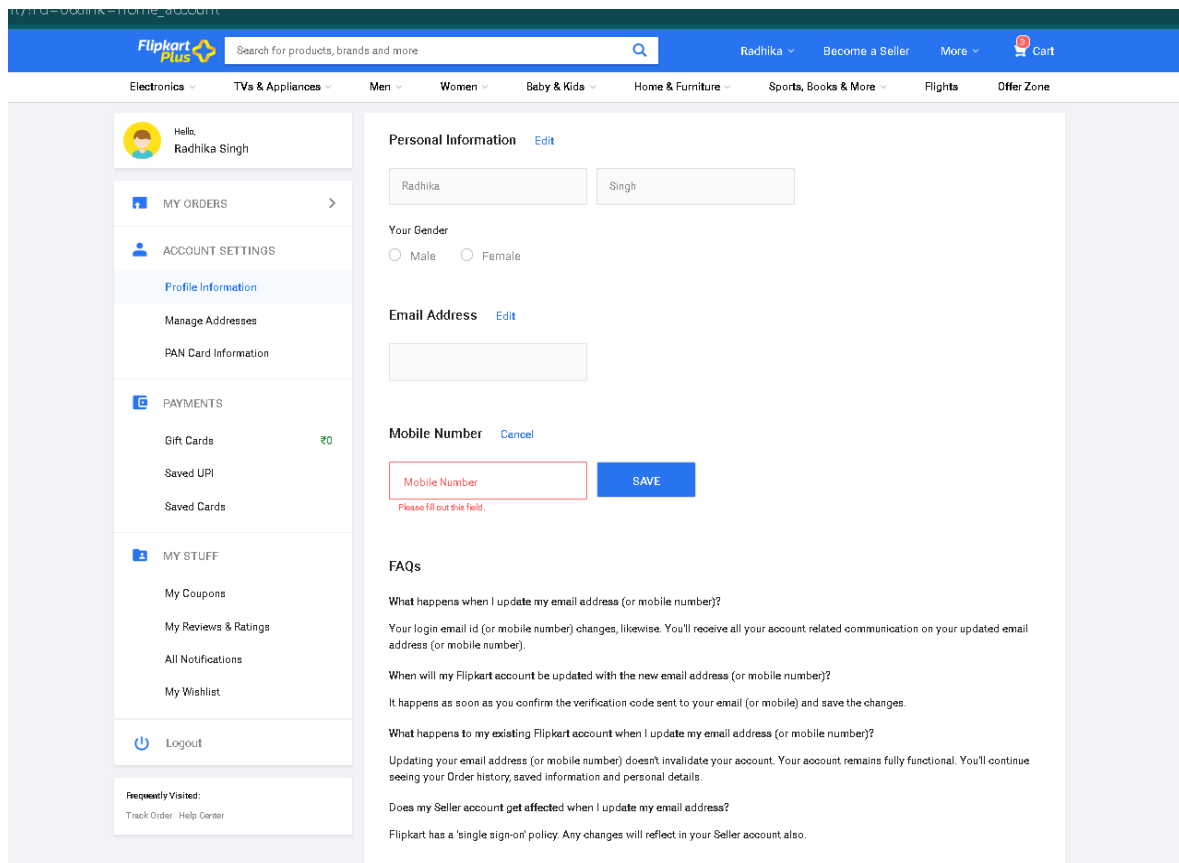 nt/?rd=0&link=home_account
Flipkart
Plus
Search for products, brands and more
Radhika
Become a Seller
More
3
Cart
Electronics
TVs & Appliances
Men
Women
Baby & Kids
Home & Furniture
Sports, Books & More
Flights
Offer Zone
Hello,
Radhika Singh
MY ORDERS
ACCOUNT SETTINGS
Profile Information
Manage Addresses
PAN Card Information
PAYMENTS
Gift Cards ₹0
Saved UPI
Saved Cards
MY STUFF
My Coupons
My Reviews & Ratings
All Notifications
My Wishlist
Logout
Frequently Visited:
Track Order Help Center
Personal Information Edit
Radhika
Singh
Your Gender
Male Female
Email Address Edit
Mobile Number Cancel
Mobile Number
SAVE
Please fill out this field.
FAQs
What happens when I update my email address (or mobile number)?
Your login email id (or mobile number) changes, likewise. You'll receive all your account related communication on your updated email
address (or mobile number).
When will my Flipkart account be updated with the new email address (or mobile number)?
It happens as soon as you confirm the verification code sent to your email (or mobile) and save the changes.
What happens to my existing Flipkart account when I update my email address (or mobile number)?
Updating your email address (or mobile number) doesn't invalidate your account. Your account remains fully functional. You'll continue
seeing your Order history, saved information and personal details.
Does my Seller account get affected when I update my email address?
Flipkart has a 'single sign-on' policy. Any changes will reflect in your Seller account also.